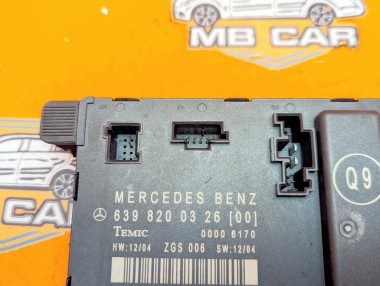 MB CAR
MB CAR
MERCEDES BENZ
639 820 03 26 [00]
TEMIC 0000 6170
HW:12/04 ZGS 006 SW:12/04
Q9